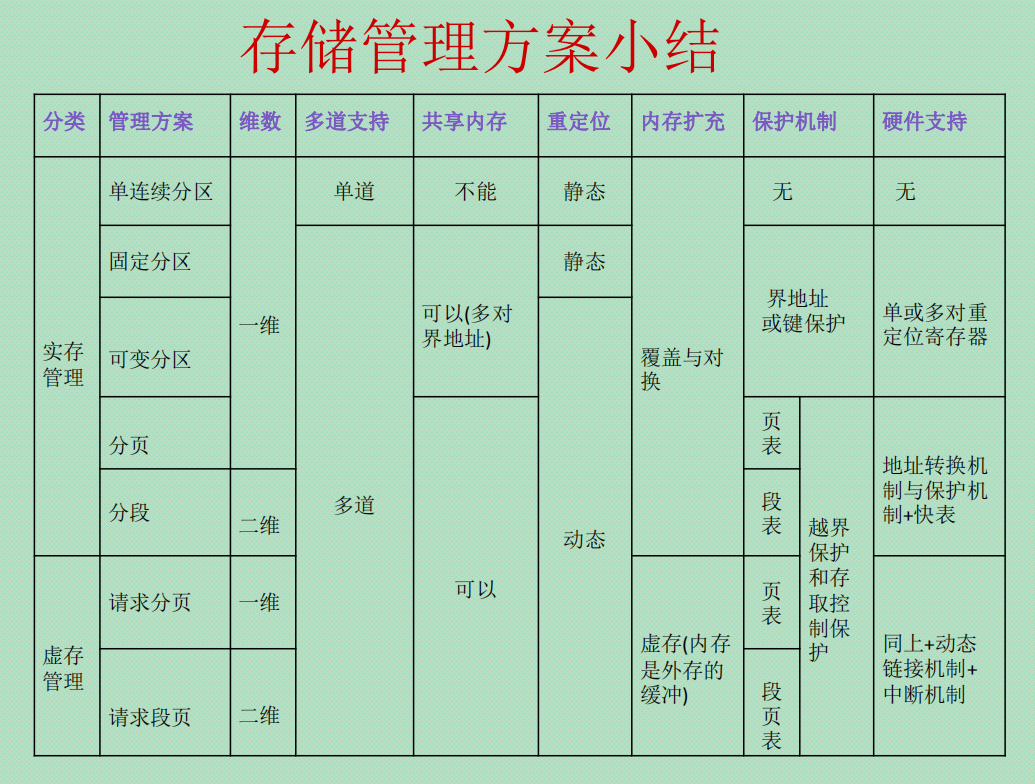 存储管理方案小结
分类 管理方案 维数 多道支持 共享内存 重定位 内存扩充 保护机制 硬件支持
单连续分区 单道 不能 静态 无 无
固定分区 静态
界地址
或键保护
可以(多对
界地址)
单或多对重
定位寄存器
一维
实存
管理
可变分区
覆盖与对
换
分页
页
表
地址转换机
制与保护机
制+快表
分段
二维
多道
段
表
动态
越界
保护
和存
取控
制保
护
可以
请求分页 一维
页
表
虚存
管理
虚存(内存
是外存的
缓冲)
同上+动态
链接机制+
中断机制
请求段页 二维
段
页
表